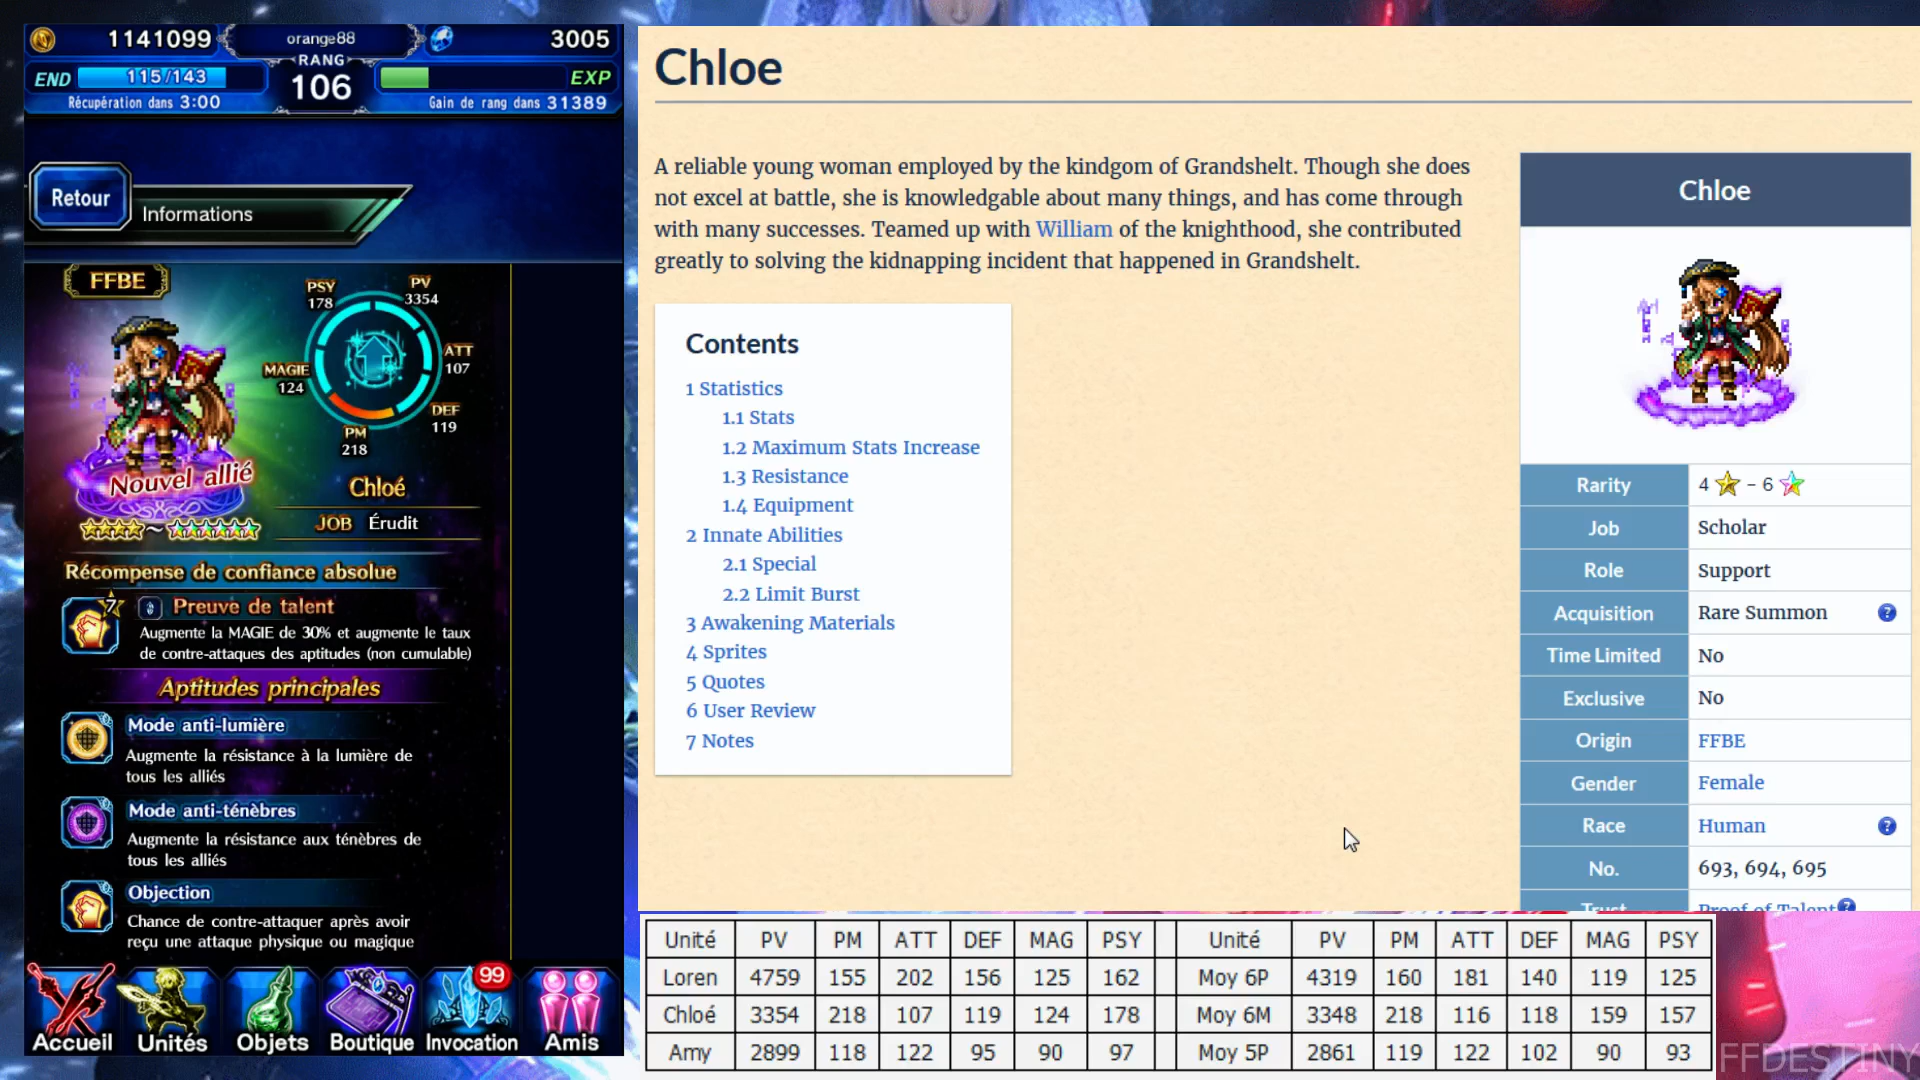 1141099
orange88
3005
RANG
106
END
115/143
EXP
Récupération dans 3:00
Gain de rang dans 31389
Retour
Informations
FFBE
PSY
178
PV
3354
ATT
107
MAGIE
124
DEF
119
PM
218
Nouvel allié
Chloé
JOB Érudit
Récompense de confiance absolue
7
Preuve de talent
Augmente la MAGIE de 30% et augmente le taux
de contre-attaques des aptitudes (non cumulable)
Aptitudes principales
Mode anti-lumière
Augmente la résistance à la lumière de
tous les alliés
Mode anti-ténèbres
Augmente la résistance aux ténèbres de
tous les alliés
Objection
Chance de contre-attaquer après avoir
reçu une attaque physique ou magique
99
Accueil Unités Objets Boutique Invocation Amis
Chloe
A reliable young woman employed by the kindgom of Grandshelt. Though she does
not excel at battle, she is knowledgable about many things, and has come through
with many successes. Teamed up with William of the knighthood, she contributed
greatly to solving the kidnapping incident that happened in Grandshelt.
Contents
1 Statistics
1.1 Stats
1.2 Maximum Stats Increase
1.3 Resistance
1.4 Equipment
2 Innate Abilities
2.1 Special
2.2 Limit Burst
3 Awakening Materials
4 Sprites
5 Quotes
6 User Review
7 Notes
Chloe
Rarity 4 - 6
Job Scholar
Role Support
Acquisition Rare Summon ?
Time Limited No
Exclusive No
Origin FFBE
Gender Female
Race Human ?
No. 693, 694, 695
Trust Proof of Talent ?
Unité PV PM ATT DEF MAG PSY Unité PV PM ATT DEF MAG PSY
Loren 4759 155 202 156 125 162 Moy 6P 4319 160 181 140 119 125
Chloé 3354 218 107 119 124 178 Moy 6M 3348 218 116 118 159 157
Amy 2899 118 122 95 90 97 Moy 5P 2861 119 122 102 90 93
FFDESTINY